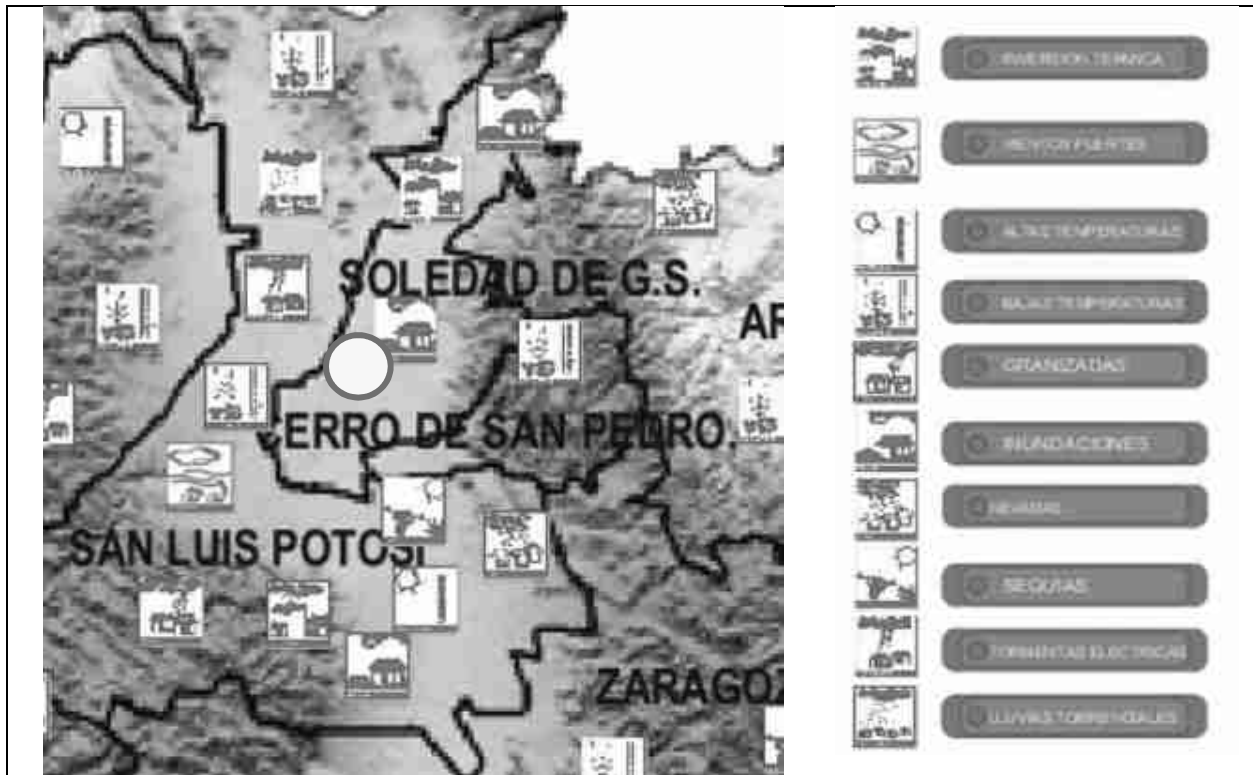 SOLEDAD DE G.S.
AR
ERRO DE SAN PEDRO.
SAN LUIS POTOSI
ZARAGOZ
INVERSION TERMICA
VIENTOS FUERTES
ALTAS TEMPERATURAS
BAJAS TEMPERATURAS
GRANIZADAS
INUNDACIONES
NEVADAS
SEQUIAS
TORMENTAS ELECTRICAS
LLUVIAS TORRENCIALES